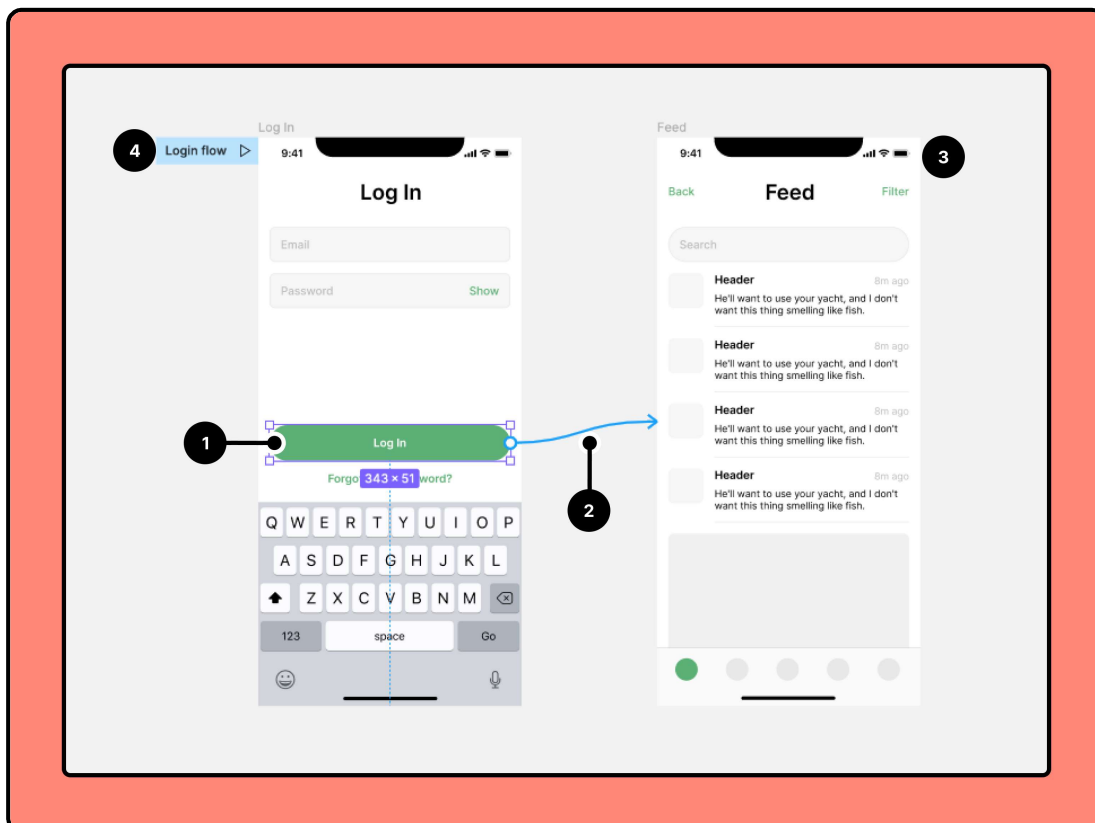 Log In
Feed
4
Login flow
9:41
9:41
3
Log In
Back
Feed
Filter
Email
Search
Password
Show
Header
8m ago
He'll want to use your yacht, and I don't
want this thing smelling like fish.
Header
8m ago
He'll want to use your yacht, and I don't
want this thing smelling like fish.
Header
8m ago
He'll want to use your yacht, and I don't
want this thing smelling like fish.
Header
8m ago
He'll want to use your yacht, and I don't
want this thing smelling like fish.
1
Log In
Forgo 343 × 51 word?
2
Q W E R T Y U I O P
A S D F G H J K L
Z X C V B N M
123
space
Go